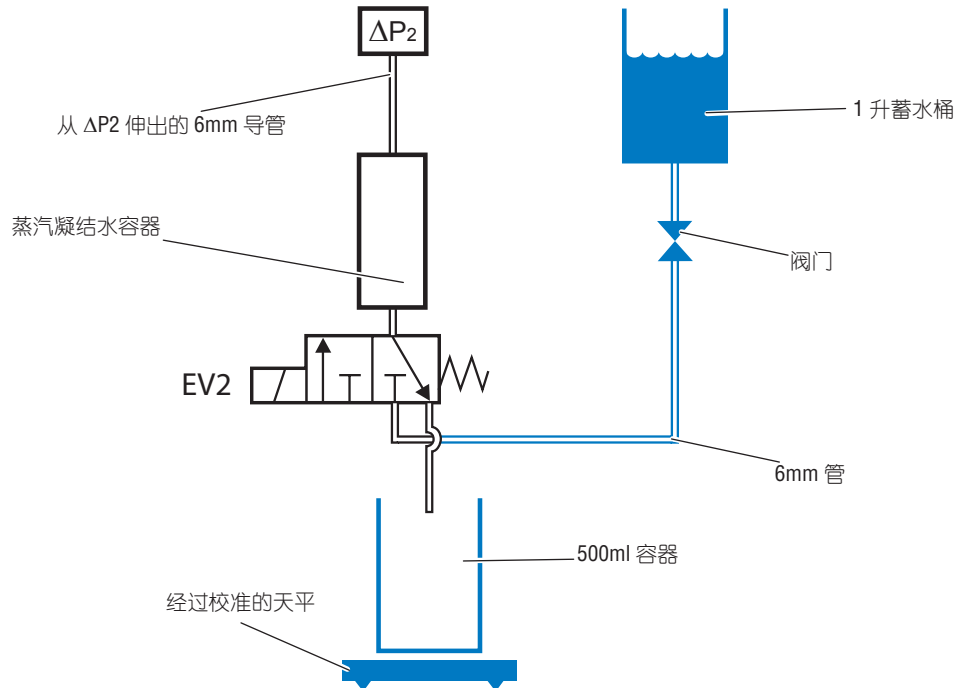 ΔP2
从 ΔP2 伸出的 6mm 导管
1 升蓄水桶
蒸汽凝结水容器
阀门
EV2
6mm 管
500ml 容器
经过校准的天平